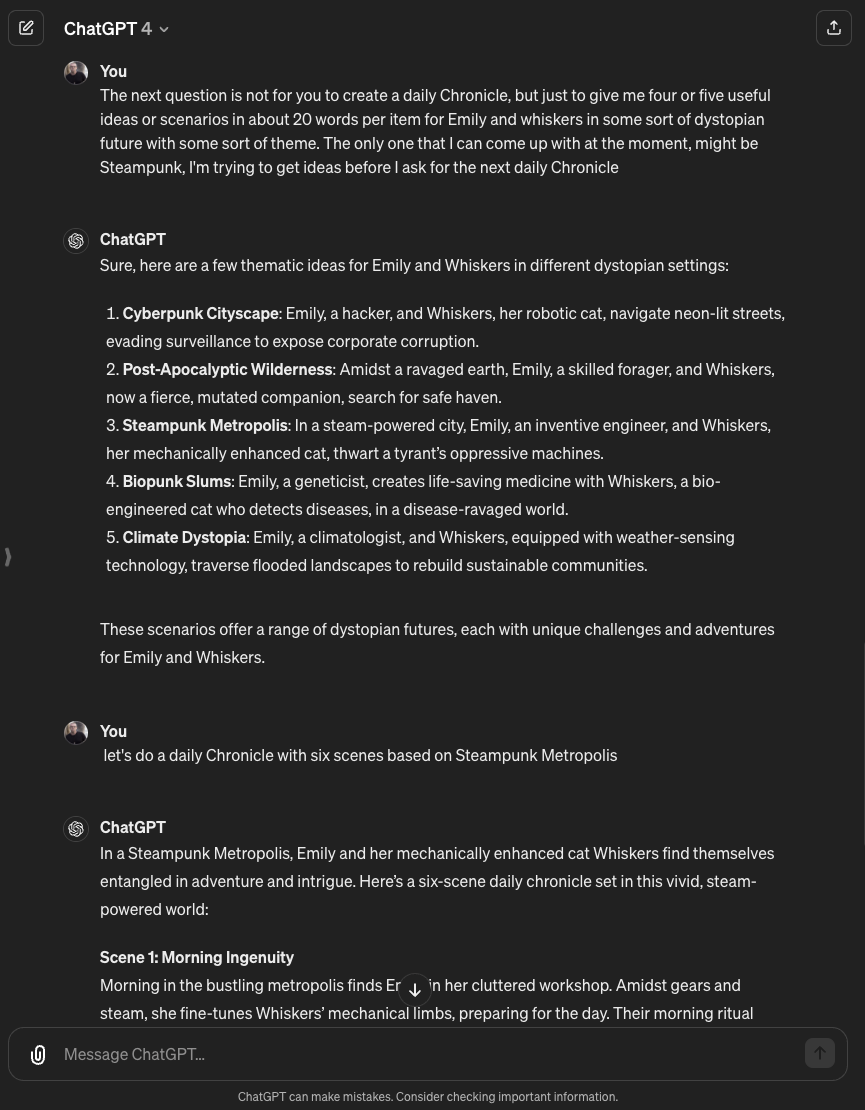 ChatGPT 4
You
The next question is not for you to create a daily Chronicle, but just to give me four or five useful
ideas or scenarios in about 20 words per item for Emily and whiskers in some sort of dystopian
future with some sort of theme. The only one that I can come up with at the moment, might be
Steampunk, I'm trying to get ideas before I ask for the next daily Chronicle
ChatGPT
Sure, here are a few thematic ideas for Emily and Whiskers in different dystopian settings:
1. Cyberpunk Cityscape: Emily, a hacker, and Whiskers, her robotic cat, navigate neon-lit streets,
evading surveillance to expose corporate corruption.
2. Post-Apocalyptic Wilderness: Amidst a ravaged earth, Emily, a skilled forager, and Whiskers,
now a fierce, mutated companion, search for safe haven.
3. Steampunk Metropolis: In a steam-powered city, Emily, an inventive engineer, and Whiskers,
her mechanically enhanced cat, thwart a tyrant’s oppressive machines.
4. Biopunk Slums: Emily, a geneticist, creates life-saving medicine with Whiskers, a bio-
engineered cat who detects diseases, in a disease-ravaged world.
5. Climate Dystopia: Emily, a climatologist, and Whiskers, equipped with weather-sensing
technology, traverse flooded landscapes to rebuild sustainable communities.
These scenarios offer a range of dystopian futures, each with unique challenges and adventures
for Emily and Whiskers.
You
let's do a daily Chronicle with six scenes based on Steampunk Metropolis
ChatGPT
In a Steampunk Metropolis, Emily and her mechanically enhanced cat Whiskers find themselves
entangled in adventure and intrigue. Here’s a six-scene daily chronicle set in this vivid, steam-
powered world:
Scene 1: Morning Ingenuity
Morning in the bustling metropolis finds in her cluttered workshop. Amidst gears and
steam, she fine-tunes Whiskers’ mechanical limbs, preparing for the day. Their morning ritual
Message ChatGPT...
ChatGPT can make mistakes. Consider checking important information.